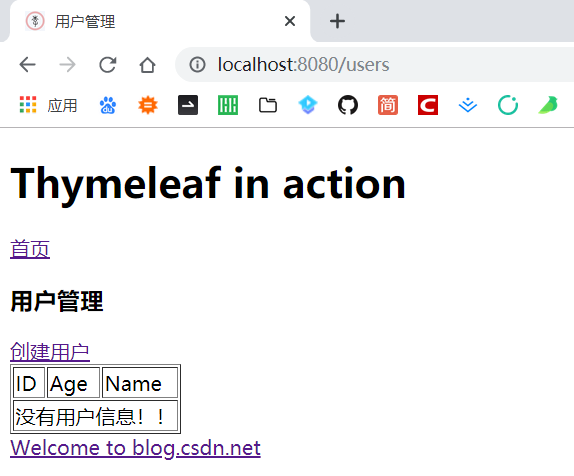 用户管理
localhost:8080/users
应用
简
Thymeleaf in action
首页
用户管理
创建用户
ID Age Name
没有用户信息！！
Welcome to blog.csdn.net